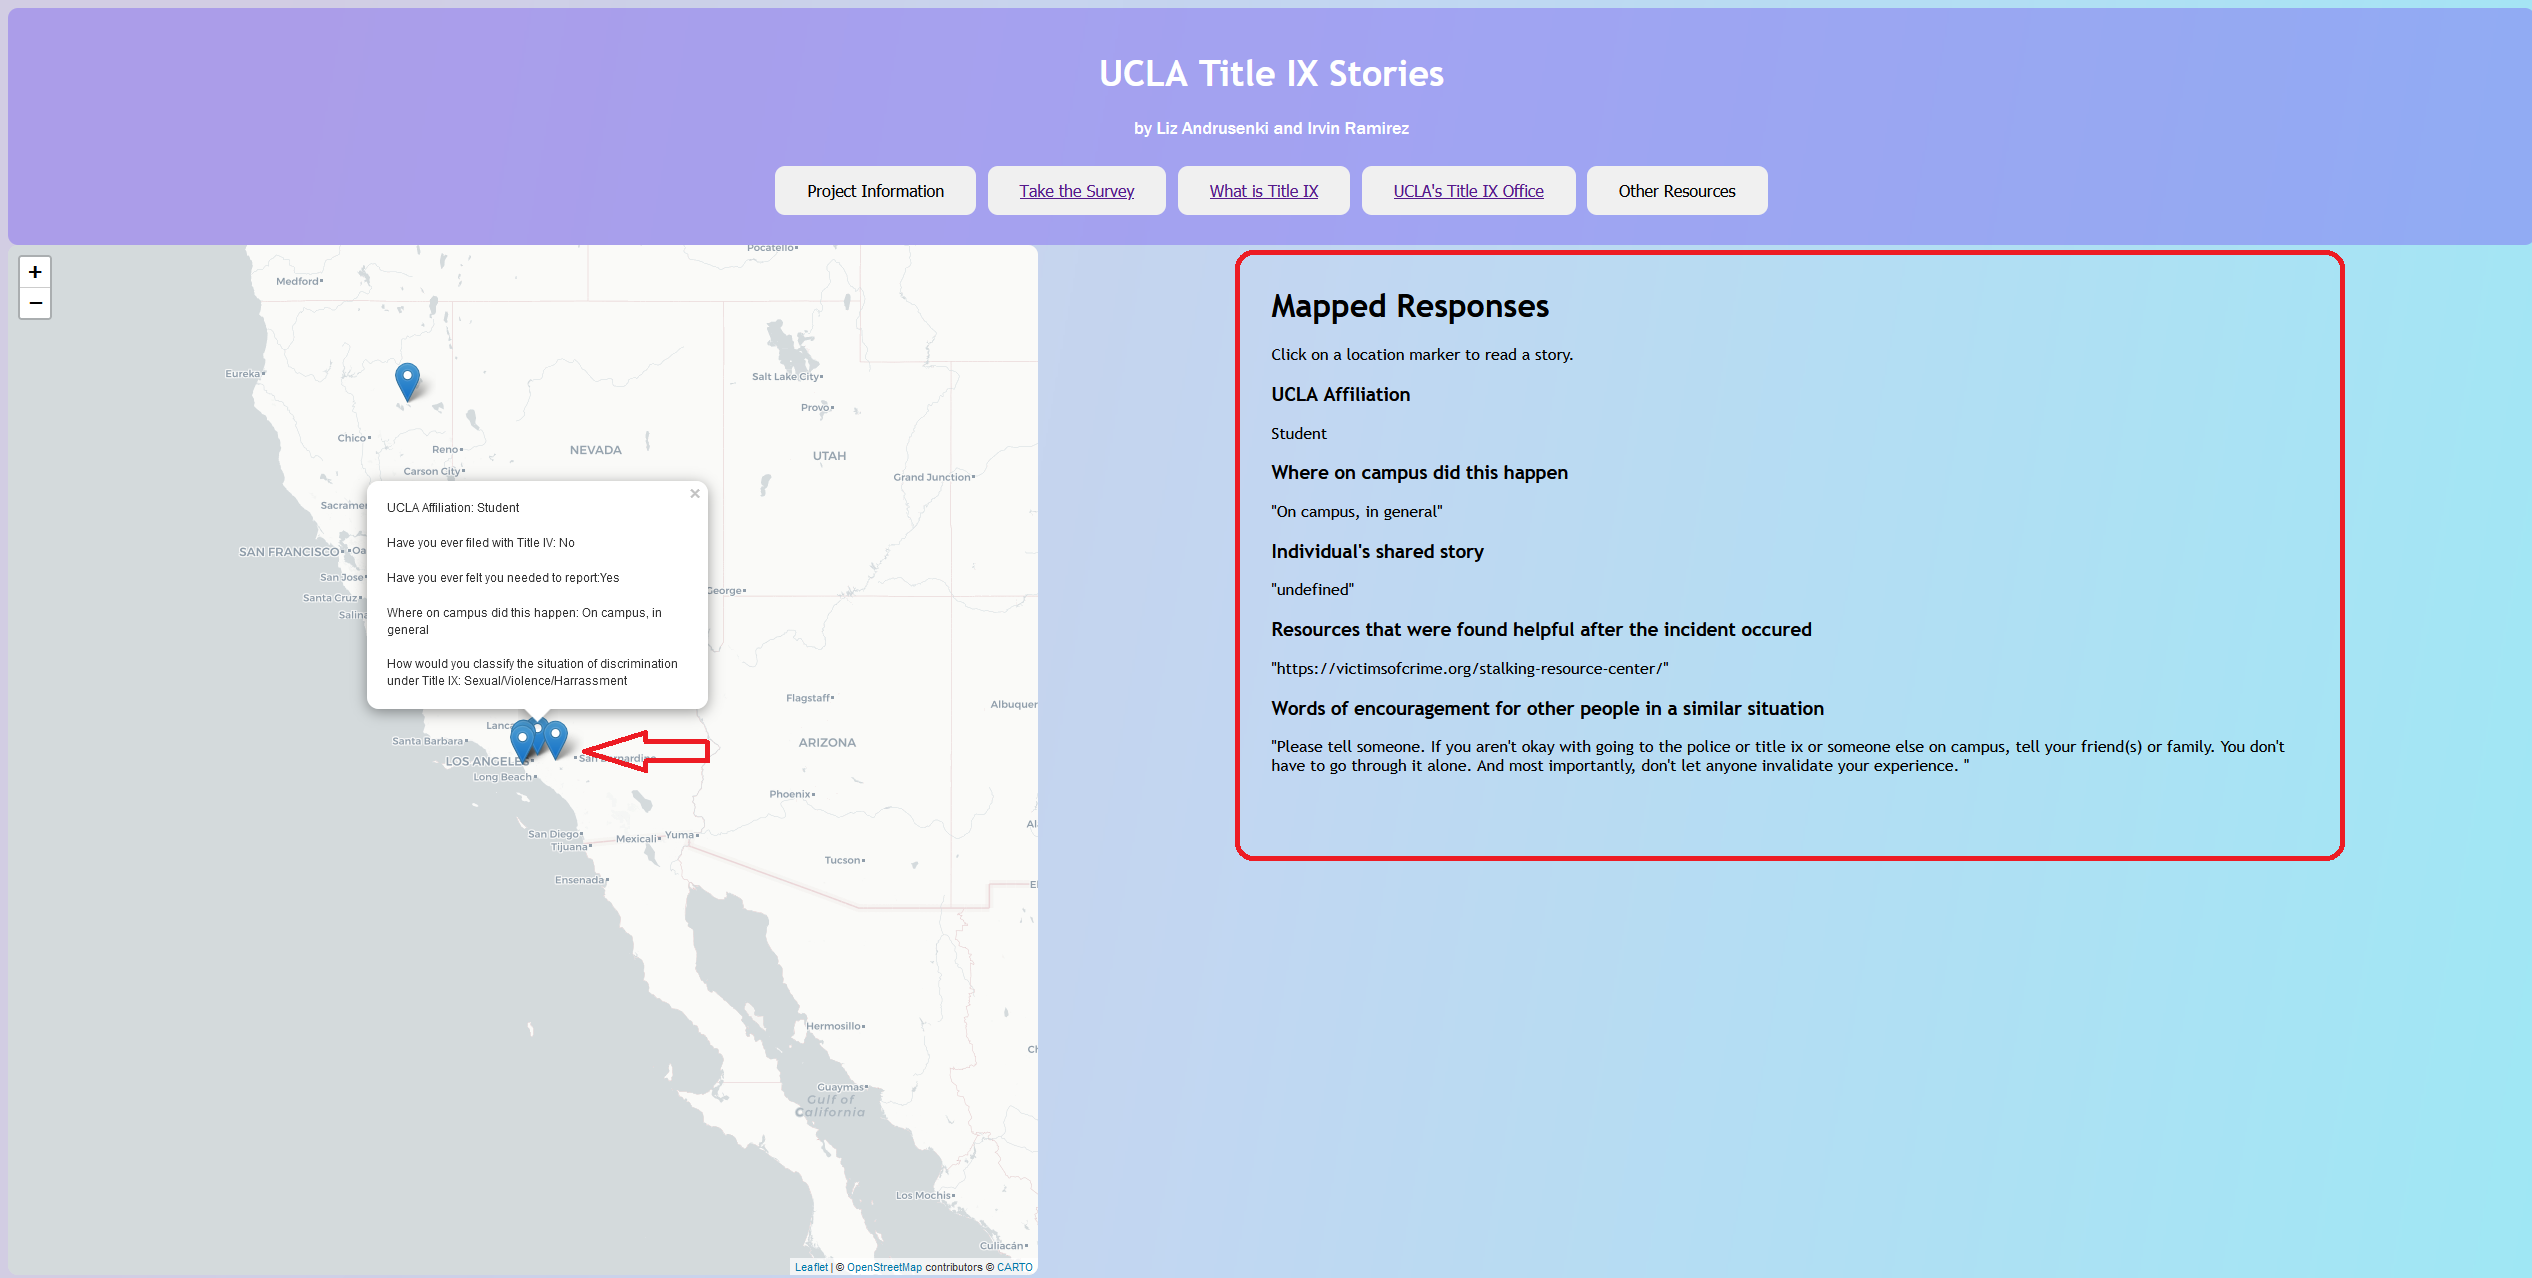 UCLA Title IX Stories
by Liz Andrusenki and Irvin Ramirez
Project Information
Take the Survey
What is Title IX
UCLA's Title IX Office
Other Resources
+
−
Pocatello
Medford
Eureka
Salt Lake City
Provo
Chico
Reno
NEVADA
UTAH
Carson City
Grand Junction
Sacrame
SAN FRANCISCO
Oa
San Jose
Santa Cruz
Salin
George
×
UCLA Affiliation: Student
Have you ever filed with Title IV: No
Have you ever felt you needed to report:Yes
Where on campus did this happen: On campus, in
general
How would you classify the situation of discrimination
under Title IX: Sexual/Violence/Harrassment
Flagstaff
Albuquer
Lanca
Santa Barbara
ARIZONA
LOS ANGELES
San Bernardino
Long Beach
Phoenix
San Diego
Mexicali
Yuma
Tijuana
Al
Tucson
Ensenada
El
Hermosillo
Ch
Guaymas
Gulf of
California
Los Mochis
Culiacán
Leaflet | © OpenStreetMap contributors © CARTO
Mapped Responses
Click on a location marker to read a story.
UCLA Affiliation
Student
Where on campus did this happen
"On campus, in general"
Individual's shared story
"undefined"
Resources that were found helpful after the incident occured
"https://victimsofcrime.org/stalking-resource-center/"
Words of encouragement for other people in a similar situation
"Please tell someone. If you aren't okay with going to the police or title ix or someone else on campus, tell your friend(s) or family. You don't
have to go through it alone. And most importantly, don't let anyone invalidate your experience. "